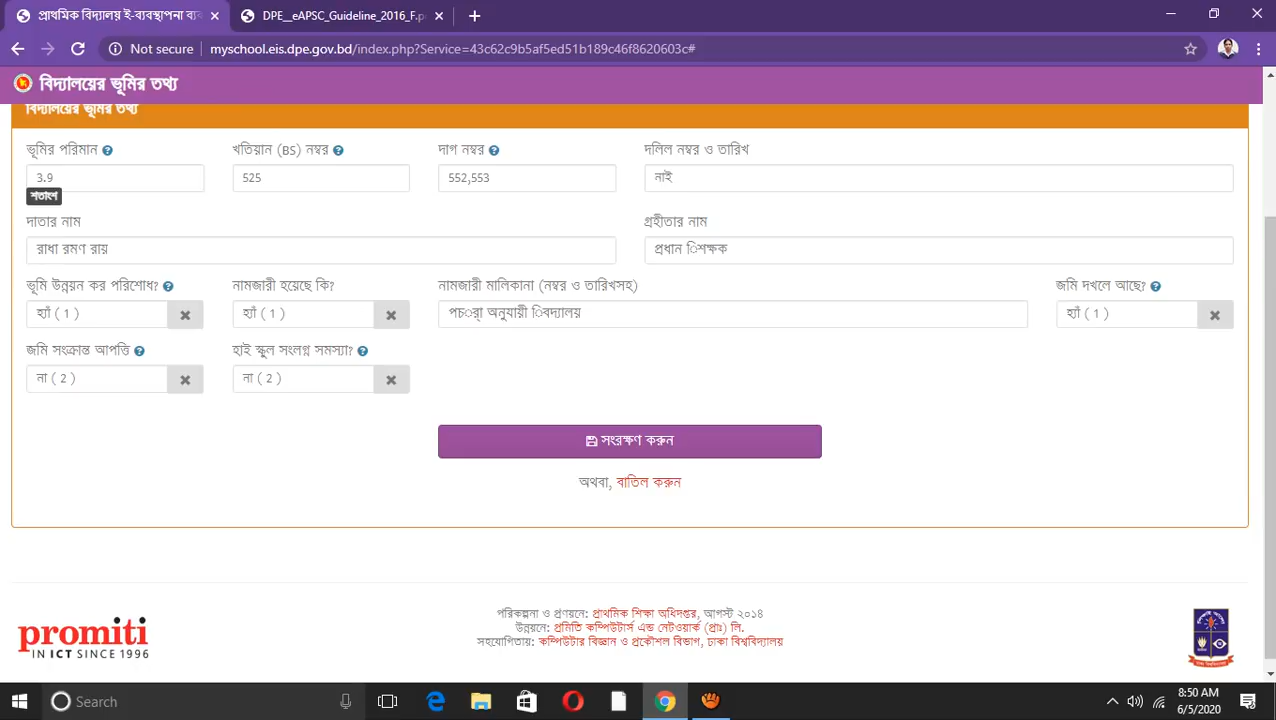 প্রাথমিক বিদ্যালয় ই-ব্যবস্থাপনা ব্যব
DPE__eAPSC_Guideline_2016_F.p
Not secure
myschool.eis.dpe.gov.bd/index.php?Service=43c62c9b5af5ed51b189c46f8620603c#
বিদ্যালয়ের ভূমির তথ্য
বিদ্যালয়ের ভূমির তথ্য
ভূমির পরিমান খতিয়ান (BS) নম্বর দাগ নম্বর দলিল নম্বর ও তারিখ
3.9 525 552,553 নাই
শতাংশ
দাতার নাম গ্রহীতার নাম
রাধা রমণ রায় প্রধান িশক্ষক
ভূমি উন্নয়ন কর পরিশোধ? নামজারী হয়েছে কি? নামজারী মালিকানা (নম্বর ও তারিখসহ) জমি দখলে আছে?
হ্যাঁ ( 1 ) হ্যাঁ ( 1 ) পচর্া অনুযায়ী িবদ্যালয় হ্যাঁ ( 1 )
জমি সংক্রান্ত আপত্তি হাই স্কুল সংলগ্ন সমস্যা?
না ( 2 ) না ( 2 )
সংরক্ষণ করুন
অথবা, বাতিল করুন
পরিকল্পনা ও প্রণয়নে: প্রাথমিক শিক্ষা অধিদপ্তর, আগস্ট ২০১৪
উন্নয়নে: প্রমিতি কম্পিউটার্স এন্ড নেটওয়ার্ক (প্রাঃ) লি.
সহযোগিতায়: কম্পিউটার বিজ্ঞান ও প্রকৌশল বিভাগ, ঢাকা বিশ্ববিদ্যালয়
promiti
IN ICT SINCE 1996
Search
8:50 AM
6/5/2020